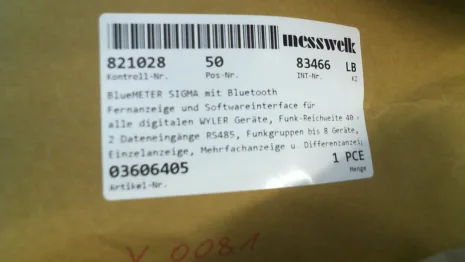 messwelk
821028 50 83466 LB
Kontroll-Nr. Pos-Nr. INT-Nr. KZ
BlueMETER SIGMA mit Bluetooth
Fernanzeige und Softwareinterface für
alle digitalen WYLER Geräte, Funk-Reichweite 40 -
2 Dateneingänge RS485, Funkgruppen bis 8 Geräte,
Einzelanzeige, Mehrfachanzeige u. Differenzanzei
03606405 1 PCE
Artikel-Nr. Menge
0081